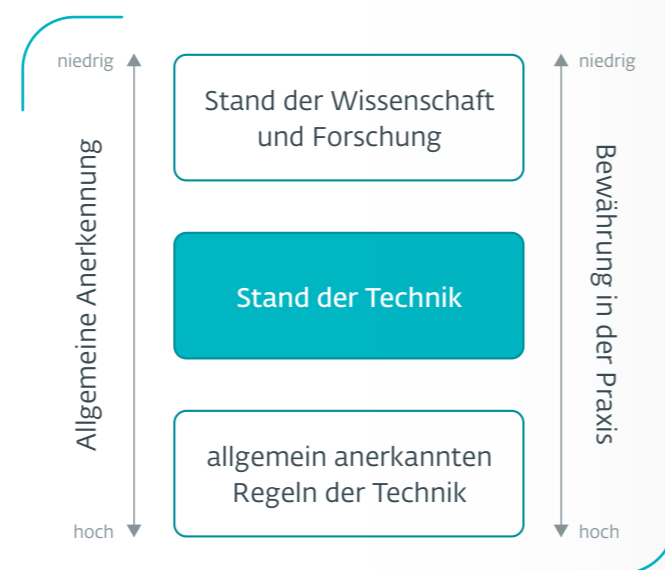 niedrig
niedrig
Stand der Wissenschaft
und Forschung
Allgemeine Anerkennung
Bewährung in der Praxis
Stand der Technik
allgemein anerkannten
Regeln der Technik
hoch
hoch